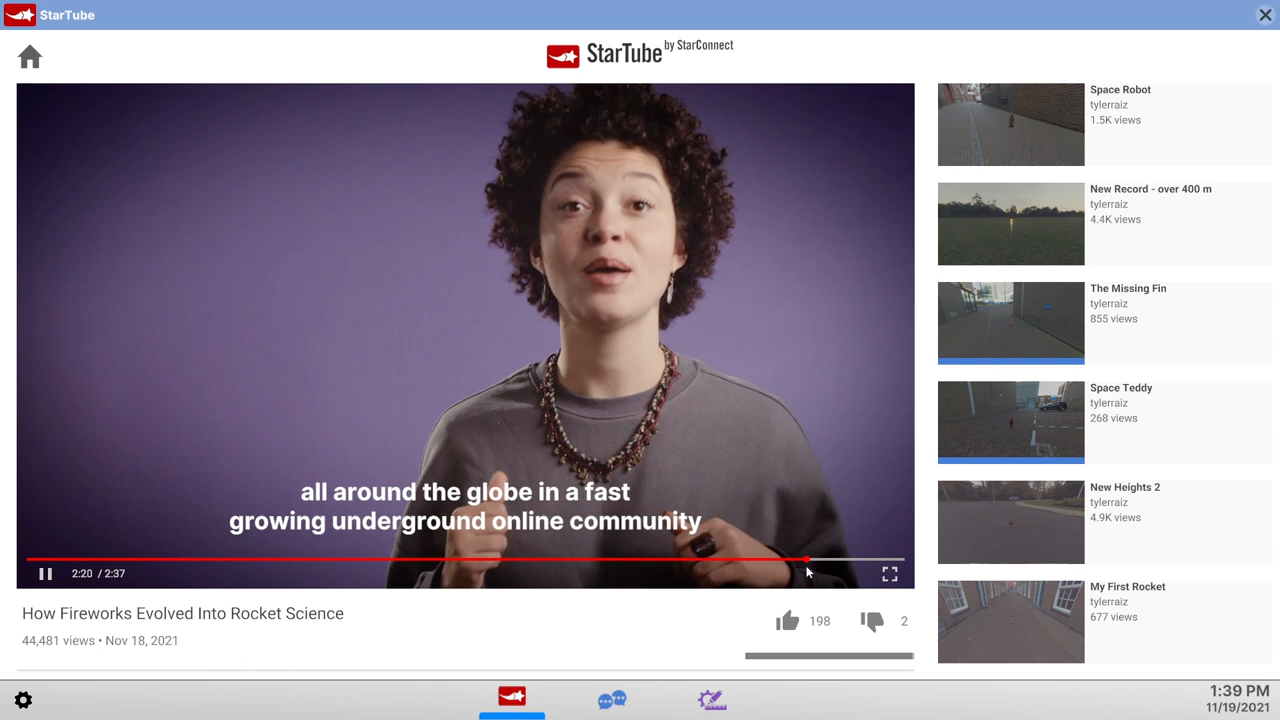 StarTube
StarTube by StarConnect
all around the globe in a fast
growing underground online community
2:20 / 2:37
How Fireworks Evolved Into Rocket Science
44,481 views • Nov 18, 2021
198
2
Space Robot
tylerraiz
1.5K views
New Record - over 400 m
tylerraiz
4.4K views
The Missing Fin
tylerraiz
855 views
Space Teddy
tylerraiz
268 views
New Heights 2
tylerraiz
4.9K views
My First Rocket
tylerraiz
677 views
1:39 PM
11/19/2021